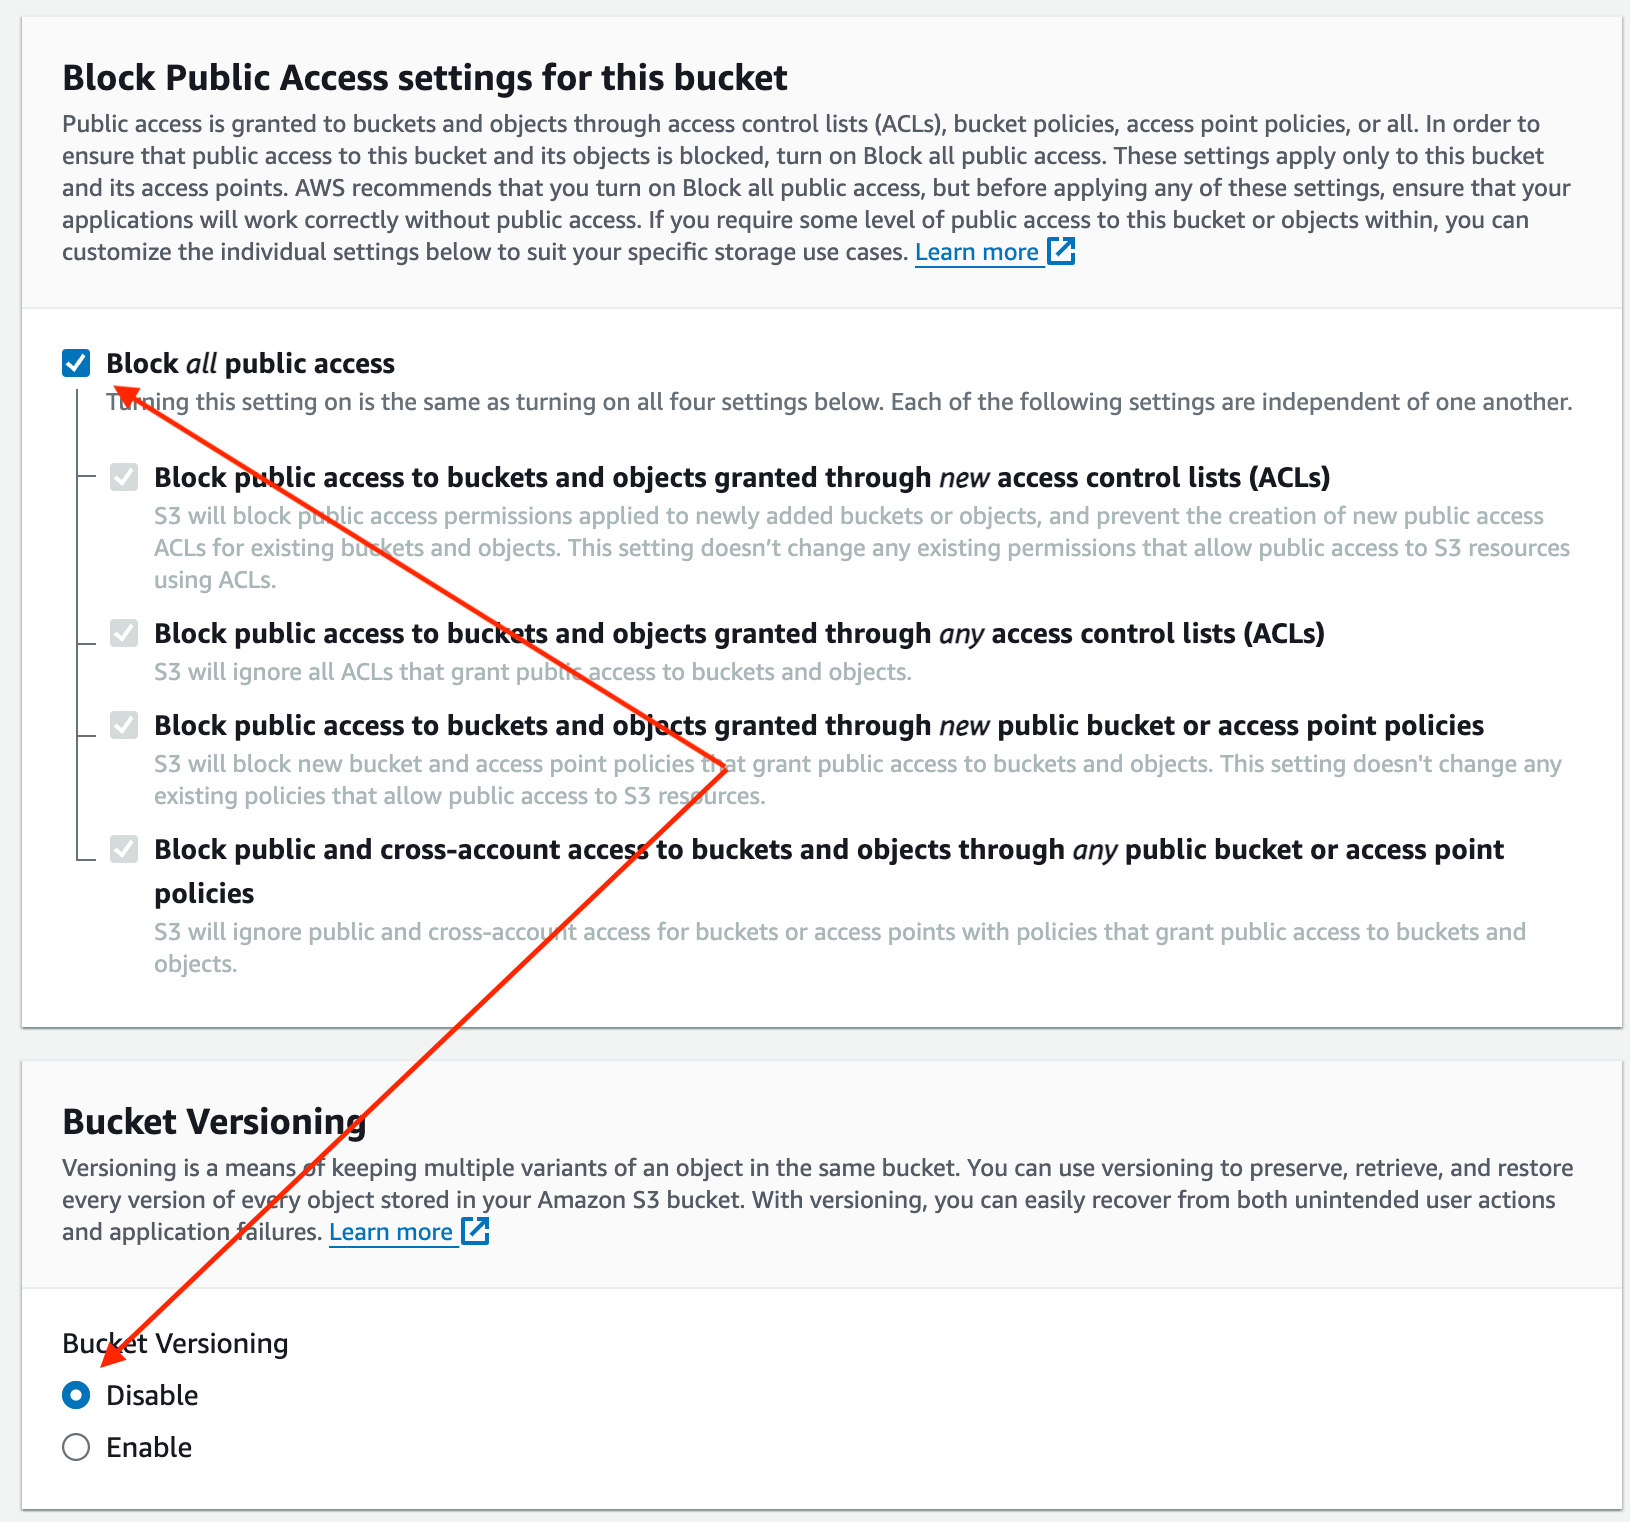 Block Public Access settings for this bucket
Public access is granted to buckets and objects through access control lists (ACLs), bucket policies, access point policies, or all. In order to
ensure that public access to this bucket and its objects is blocked, turn on Block all public access. These settings apply only to this bucket
and its access points. AWS recommends that you turn on Block all public access, but before applying any of these settings, ensure that your
applications will work correctly without public access. If you require some level of public access to this bucket or objects within, you can
customize the individual settings below to suit your specific storage use cases. Learn more
Block all public access
Turning this setting on is the same as turning on all four settings below. Each of the following settings are independent of one another.
Block public access to buckets and objects granted through new access control lists (ACLs)
S3 will block public access permissions applied to newly added buckets or objects, and prevent the creation of new public access
ACLs for existing buckets and objects. This setting doesn’t change any existing permissions that allow public access to S3 resources
using ACLs.
Block public access to buckets and objects granted through any access control lists (ACLs)
S3 will ignore all ACLs that grant public access to buckets and objects.
Block public access to buckets and objects granted through new public bucket or access point policies
S3 will block new bucket and access point policies that grant public access to buckets and objects. This setting doesn't change any
existing policies that allow public access to S3 resources.
Block public and cross-account access to buckets and objects through any public bucket or access point
policies
S3 will ignore public and cross-account access for buckets or access points with policies that grant public access to buckets and
objects.
Bucket Versioning
Versioning is a means of keeping multiple variants of an object in the same bucket. You can use versioning to preserve, retrieve, and restore
every version of every object stored in your Amazon S3 bucket. With versioning, you can easily recover from both unintended user actions
and application failures. Learn more
Bucket Versioning
Disable
Enable